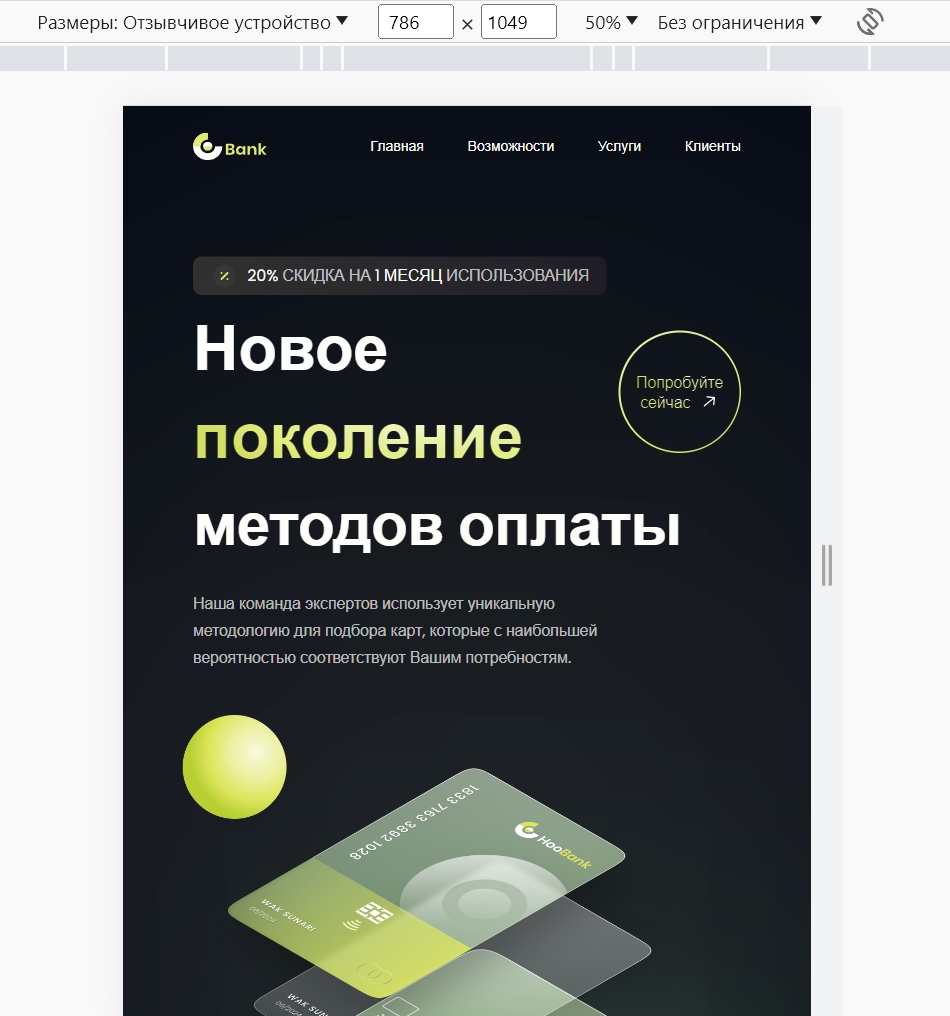 Размеры: Отзывчивое устройство 786 × 1049 50% Без ограничения
Bank Главная Возможности Услуги Клиенты
20% СКИДКА НА 1 МЕСЯЦ ИСПОЛЬЗОВАНИЯ
Новое
поколение
методов оплаты
Попробуйте
сейчас
Наша команда экспертов использует уникальную
методологию для подбора карт, которые с наибольшей
вероятностью соответствуют Вашим потребностям.
1833 7163 3892 1028
HooBank
WAK SUNARI
WAK SUN